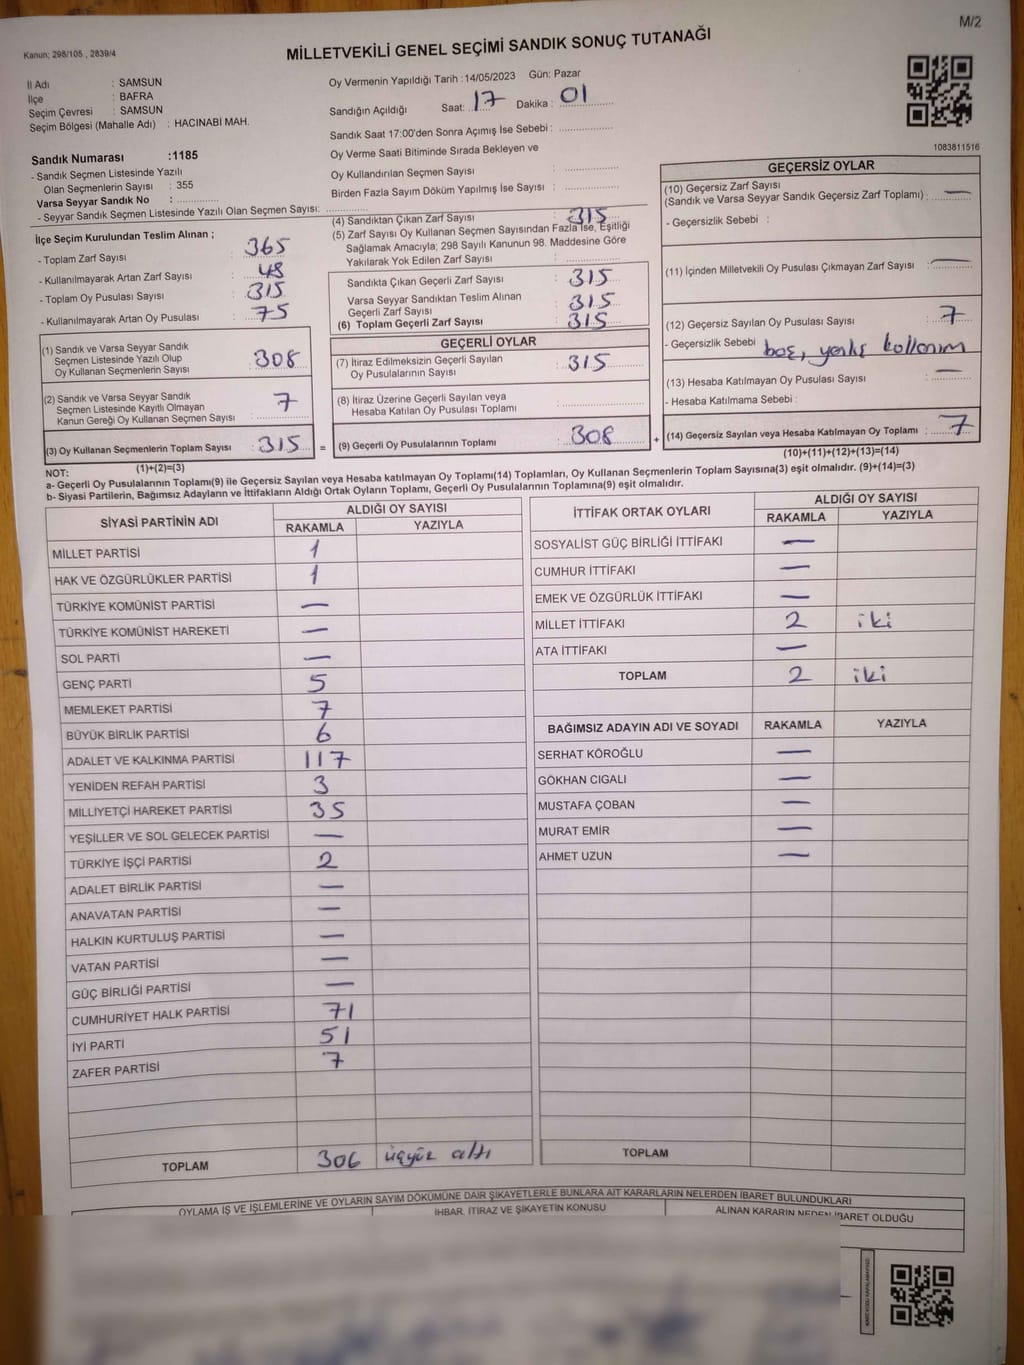 M/2
Kanun: 298/105 , 2839/4
MİLLETVEKİLİ GENEL SEÇİMİ SANDIK SONUÇ TUTANAĞI
İl Adı : SAMSUN
İlçe : BAFRA
Seçim Çevresi : SAMSUN
Seçim Bölgesi (Mahalle Adı) : HACINABİ MAH.
Oy Vermenin Yapıldığı Tarih :14/05/2023 Gün: Pazar
Sandığın Açıldığı Saat: 17 Dakika : 01
Sandık Saat 17:00'den Sonra Açımış İse Sebebi :
Oy Verme Saati Bitiminde Sırada Bekleyen ve
Oy Kullandırılan Seçmen Sayısı :
Birden Fazla Sayım Döküm Yapılmış İse Sayısı :
1083811516
Sandık Numarası :1185
- Sandık Seçmen Listesinde Yazılı
Olan Seçmenlerin Sayısı : 355
Varsa Seyyar Sandık No :
- Seyyar Sandık Seçmen Listesinde Yazılı Olan Seçmen Sayısı:
İlçe Seçim Kurulundan Teslim Alınan ;
- Toplam Zarf Sayısı : 365
- Kullanılmayarak Artan Zarf Sayısı : 48
- Toplam Oy Pusulası Sayısı : 315
- Kullanılmayarak Artan Oy Pusulası : 75
(1) Sandık ve Varsa Seyyar Sandık
Seçmen Listesinde Yazılı Olup
Oy Kullanan Seçmenlerin Sayısı : 308
(2) Sandık ve Varsa Seyyar Sandık
Seçmen Listesinde Kayıtlı Olmayan
Kanun Gereği Oy Kullanan Seçmen Sayısı : 7
(3) Oy Kullanan Seçmenlerin Toplam Sayısı : 315 =
(1)+(2)=(3)
(4) Sandıktan Çıkan Zarf Sayısı : 315
(5) Zarf Sayısı Oy Kullanan Seçmen Sayısından Fazla İse, Eşitliği
Sağlamak Amacıyla; 298 Sayılı Kanunun 98. Maddesine Göre
Yakılarak Yok Edilen Zarf Sayısı :
Sandıkta Çıkan Geçerli Zarf Sayısı : 315
Varsa Seyyar Sandıktan Teslim Alınan
Geçerli Zarf Sayısı : 315
(6) Toplam Geçerli Zarf Sayısı : 315
GEÇERLİ OYLAR
(7) İtiraz Edilmeksizin Geçerli Sayılan
Oy Pusulalarının Sayısı : 315
(8) İtiraz Üzerine Geçerli Sayılan veya
Hesaba Katılan Oy Pusulası Toplamı :
(9) Geçerli Oy Pusulalarının Toplamı : 308 +
GEÇERSİZ OYLAR
(10) Geçersiz Zarf Sayısı
(Sandık ve Varsa Seyyar Sandık Geçersiz Zarf Toplamı) : —
- Geçersizlik Sebebi :
(11) İçinden Milletvekili Oy Pusulası Çıkmayan Zarf Sayısı : —
(12) Geçersiz Sayılan Oy Pusulası Sayısı : 7
- Geçersizlik Sebebi boş, yanlış kullanım
(13) Hesaba Katılmayan Oy Pusulası Sayısı : —
- Hesaba Katılmama Sebebi :
(14) Geçersiz Sayılan veya Hesaba Katılmayan Oy Toplamı : 7
(10)+(11)+(12)+(13)=(14)
NOT:
a- Geçerli Oy Pusulalarının Toplamı(9) ile Geçersiz Sayılan veya Hesaba katılmayan Oy Toplamı(14) Toplamları, Oy Kullanan Seçmenlerin Toplam Sayısına(3) eşit olmalıdır. (9)+(14)=(3)
b- Siyasi Partilerin, Bağımsız Adayların ve İttifakların Aldığı Ortak Oyların Toplamı, Geçerli Oy Pusulalarının Toplamına(9) eşit olmalıdır.
SİYASİ PARTİNİN ADI ALDIĞI OY SAYISI
RAKAMLA YAZIYLA
MİLLET PARTİSİ 1
HAK VE ÖZGÜRLÜKLER PARTİSİ 1
TÜRKİYE KOMÜNİST PARTİSİ —
TÜRKİYE KOMÜNİST HAREKETİ —
SOL PARTİ —
GENÇ PARTİ 5
MEMLEKET PARTİSİ 7
BÜYÜK BİRLİK PARTİSİ 6
ADALET VE KALKINMA PARTİSİ 117
YENİDEN REFAH PARTİSİ 3
MİLLİYETÇİ HAREKET PARTİSİ 35
YEŞİLLER VE SOL GELECEK PARTİSİ —
TÜRKİYE İŞÇİ PARTİSİ 2
ADALET BİRLİK PARTİSİ —
ANAVATAN PARTİSİ —
HALKIN KURTULUŞ PARTİSİ —
VATAN PARTİSİ —
GÜÇ BİRLİĞİ PARTİSİ —
CUMHURİYET HALK PARTİSİ 71
İYİ PARTİ 51
ZAFER PARTİSİ 7
TOPLAM 306 üçyüz altı
İTTİFAK ORTAK OYLARI ALDIĞI OY SAYISI
RAKAMLA YAZIYLA
SOSYALİST GÜÇ BİRLİĞİ İTTİFAKI —
CUMHUR İTTİFAKI —
EMEK VE ÖZGÜRLÜK İTTİFAKI —
MİLLET İTTİFAKI 2 iki
ATA İTTİFAKI —
TOPLAM 2 iki
BAĞIMSIZ ADAYIN ADI VE SOYADI RAKAMLA YAZIYLA
SERHAT KÖROĞLU —
GÖKHAN CIGALI —
MUSTAFA ÇOBAN —
MURAT EMİR —
AHMET UZUN —
TOPLAM
OYLAMA İŞ VE İŞLEMLERİNE VE OYLARIN SAYIM DÖKÜMÜNE DAİR ŞİKAYETLERLE BUNLARA AİT KARARLARIN NELERDEN İBARET BULUNDUKLARI
İHBAR, İTİRAZ VE ŞİKAYETİN KONUSU
ALINAN KARARIN NEDEN İBARET OLDUĞU